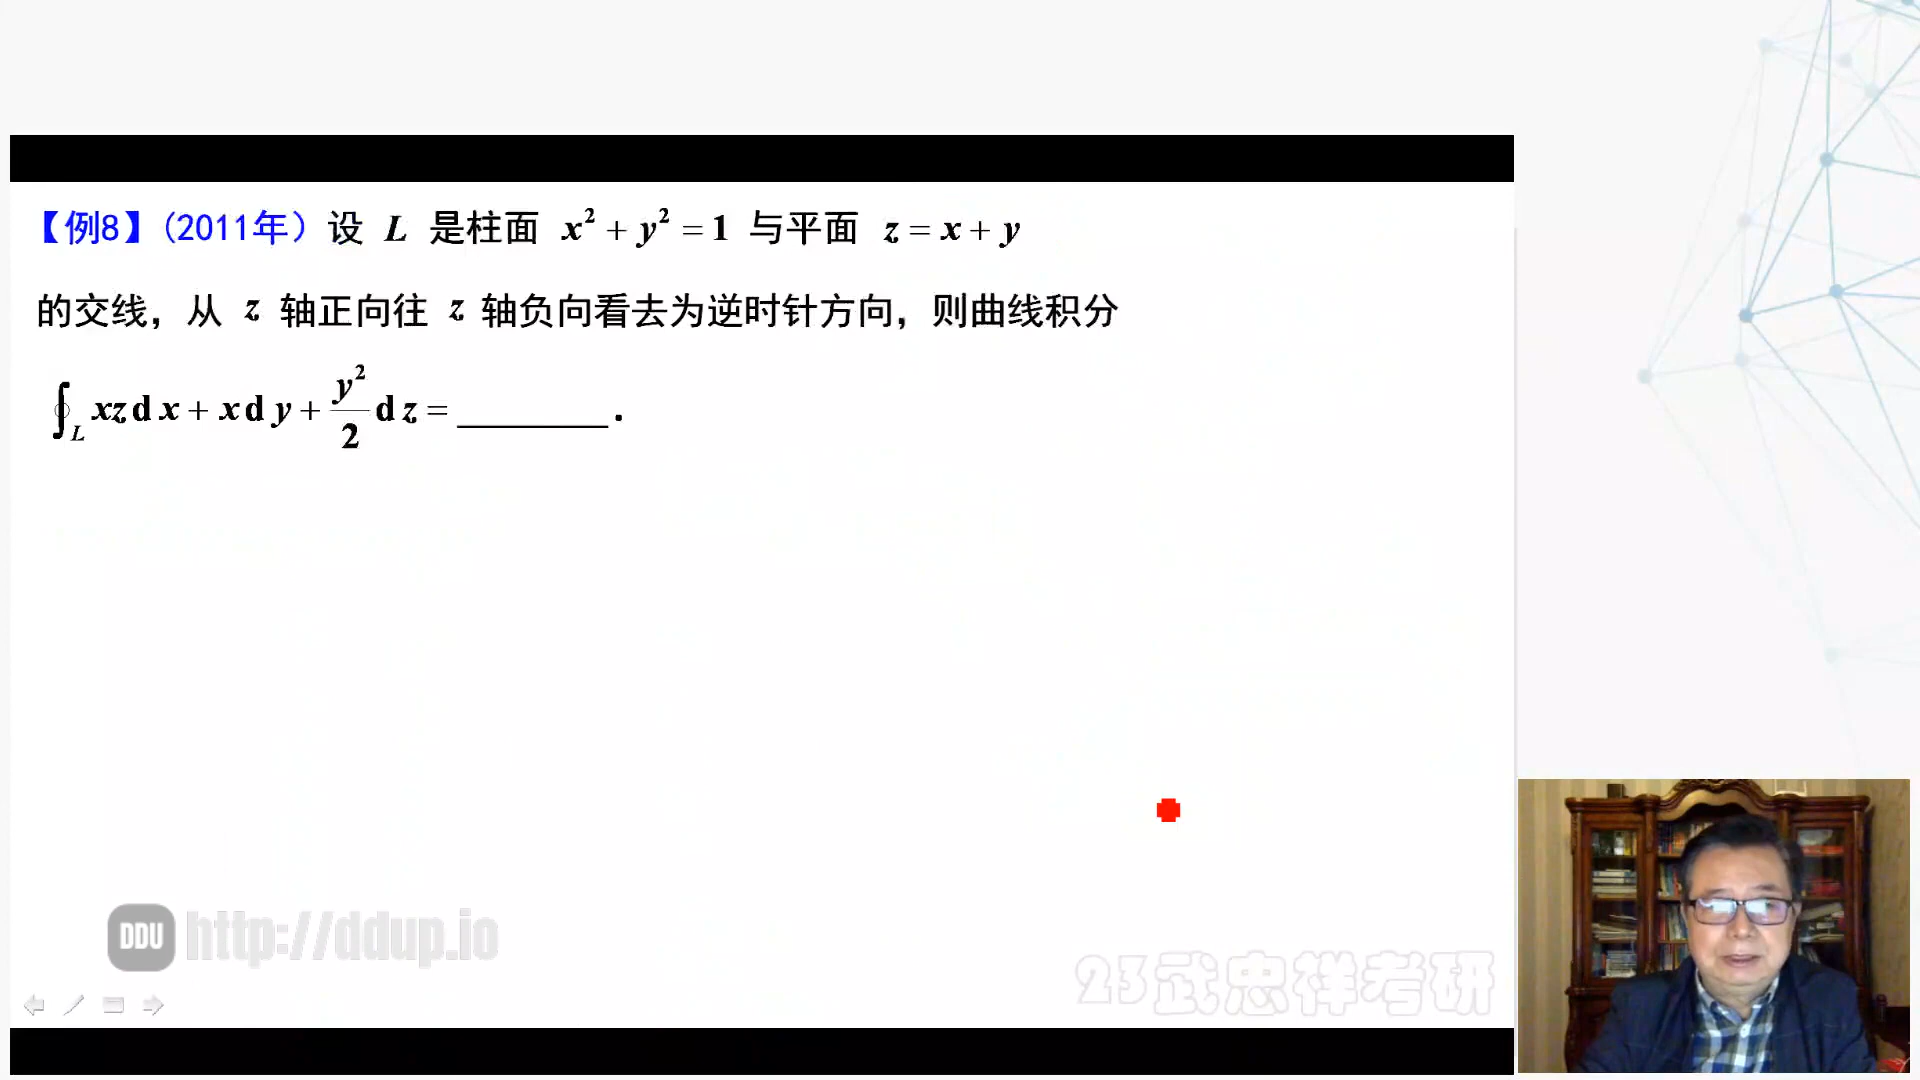 【例8】(2011年) 设 L 是柱面 x² + y² = 1 与平面 z = x + y
的交线，从 z 轴正向往 z 轴负向看去为逆时针方向，则曲线积分
∮_L xzdx + xdy + y²/2 dz = ________ .
DDU http://ddup.io
23武忠祥考研